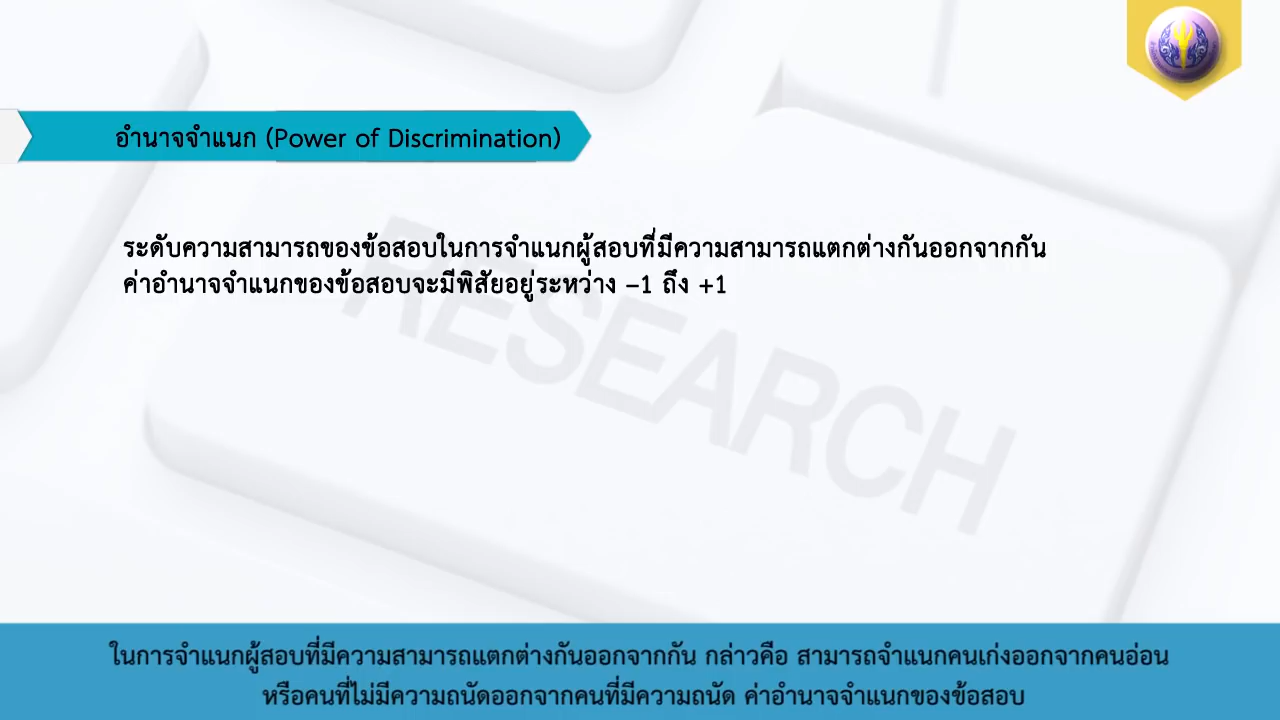 อำนาจจำแนก (Power of Discrimination)
ระดับความสามารถของข้อสอบในการจำแนกผู้สอบที่มีความสามารถแตกต่างกันออกจากกัน
ค่าอำนาจจำแนกของข้อสอบจะมีพิสัยอยู่ระหว่าง –1 ถึง +1
RESEARCH
ในการจำแนกผู้สอบที่มีความสามารถแตกต่างกันออกจากกัน กล่าวคือ สามารถจำแนกคนเก่งออกจากคนอ่อน
หรือคนที่ไม่มีความถนัดออกจากคนที่มีความถนัด ค่าอำนาจจำแนกของข้อสอบ